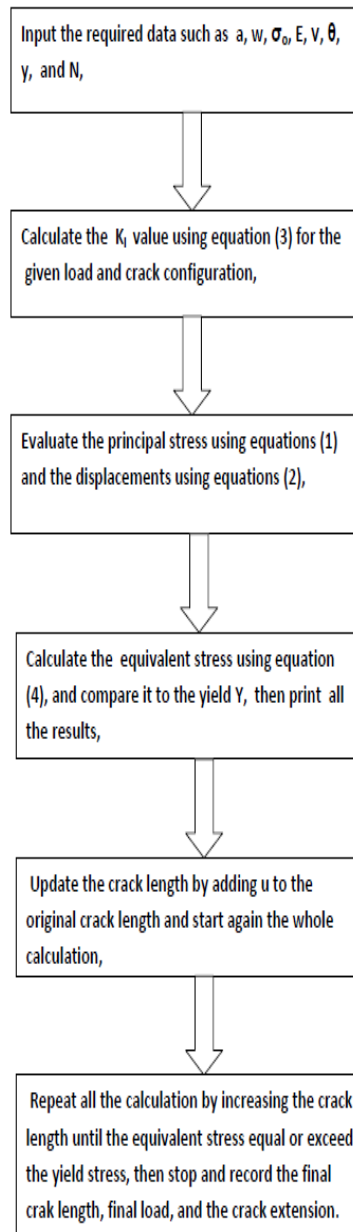 Input the required data such as a, w, σₒ, E, V, θ,
y, and N,
Calculate the Kᵢ value using equation (3) for the
given load and crack configuration,
Evaluate the principal stress using equations (1)
and the displacements using equations (2),
Calculate the equivalent stress using equation
(4), and compare it to the yield Y, then print all
the results,
Update the crack length by adding u to the
original crack length and start again the whole
calculation,
Repeat all the calculation by increasing the crack
length until the equivalent stress equal or exceed
the yield stress, then stop and record the final
crak length, final load, and the crack extension.